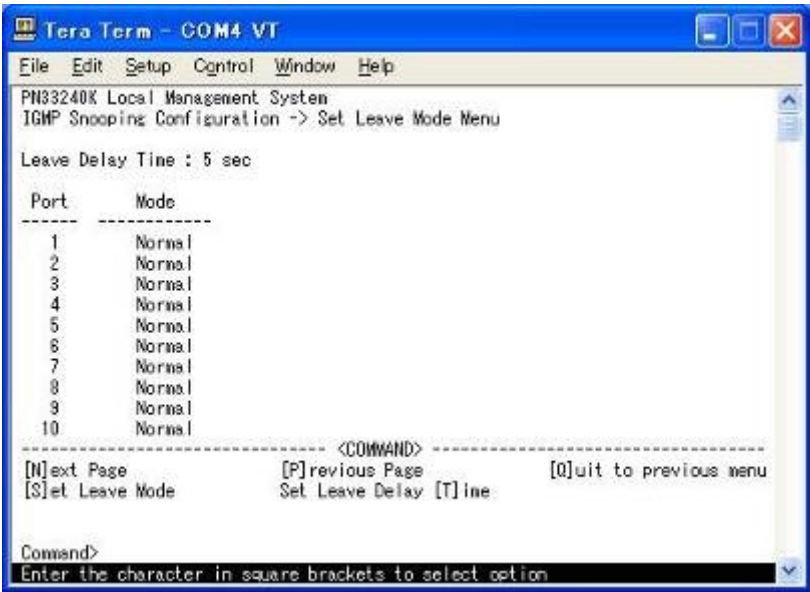 Tera Term - COM4 VT
File Edit Setup Control Window Help
PN33240K Local Management System
IGMP Snooping Configuration -> Set Leave Mode Menu
Leave Delay Time : 5 sec
Port Mode
------ ------------
1 Normal
2 Normal
3 Normal
4 Normal
5 Normal
6 Normal
7 Normal
8 Normal
9 Normal
10 Normal
-------------------------------- <COMMAND> ----------------------------------
[N]ext Page [P]revious Page [Q]uit to previous menu
[S]et Leave Mode Set Leave Delay [T]ime
Command>
Enter the character in square brackets to select option